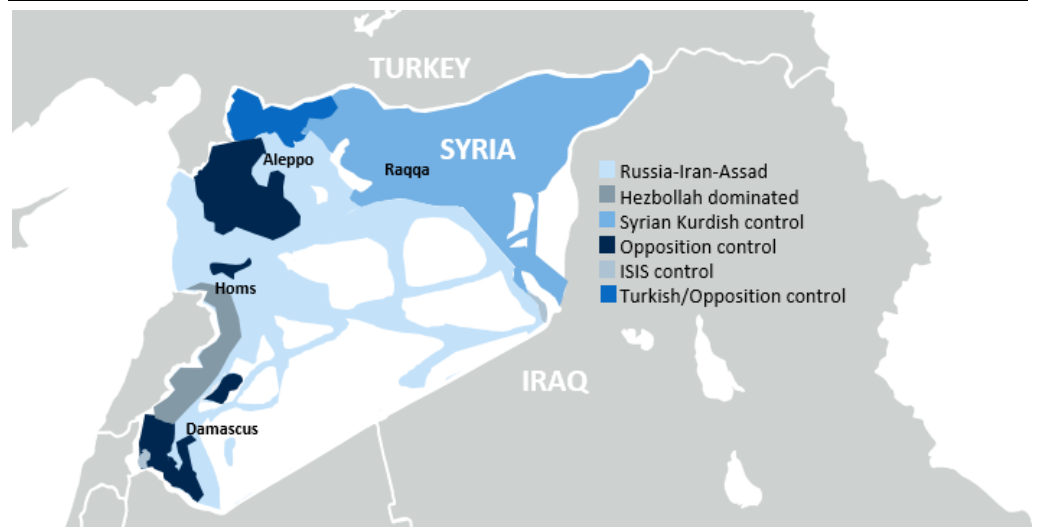 TURKEY
SYRIA
Aleppo
Raqqa
Russia-Iran-Assad
Hezbollah dominated
Syrian Kurdish control
Opposition control
ISIS control
Turkish/Opposition control
Homs
IRAQ
Damascus